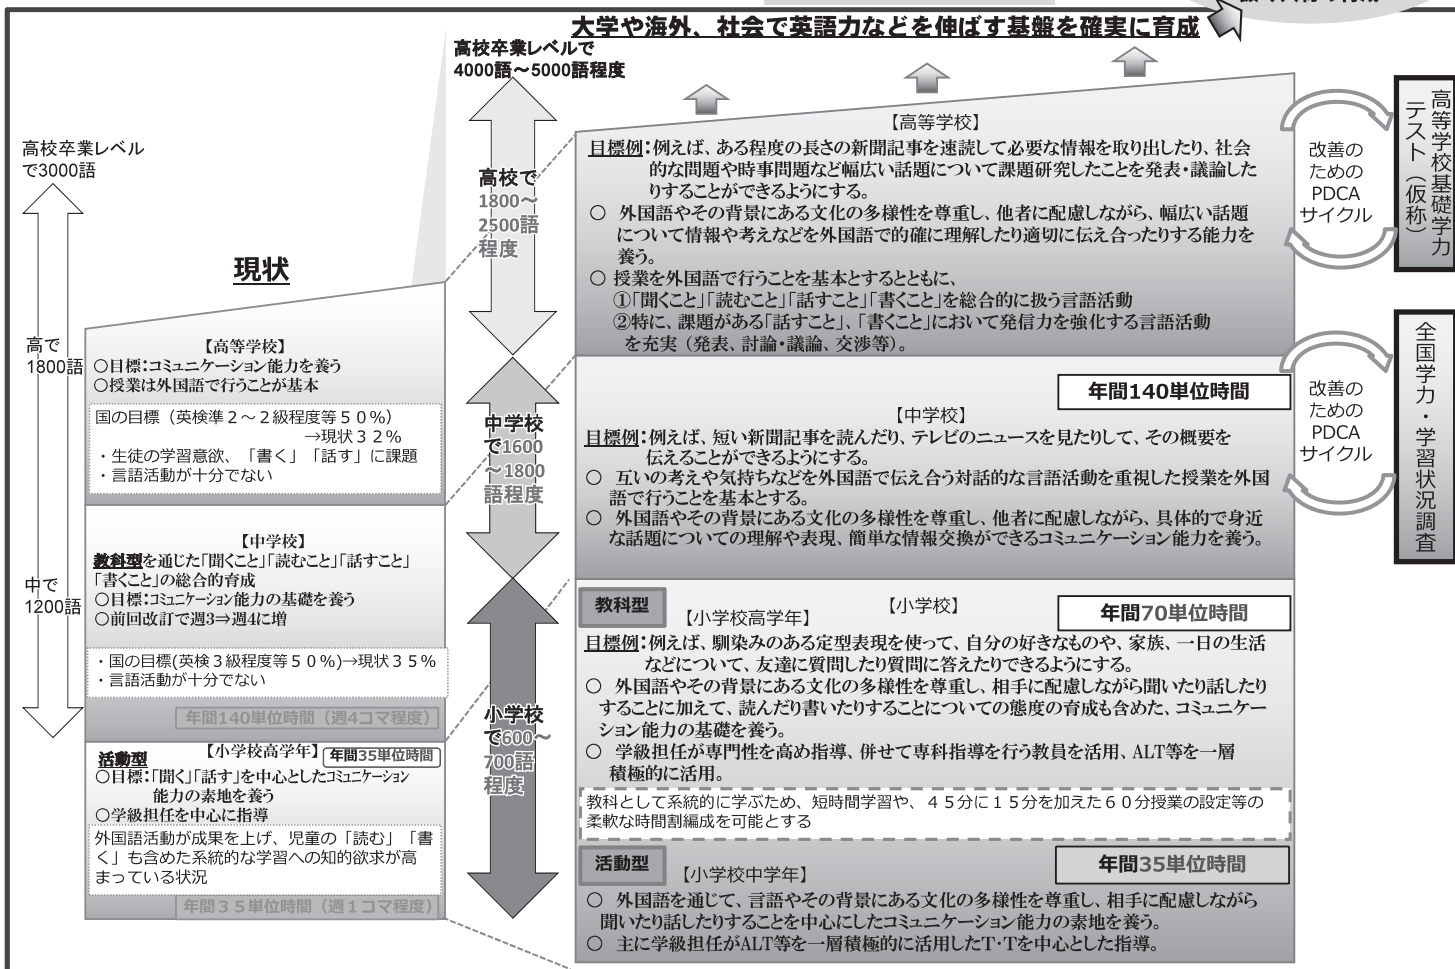 大学や海外、社会で英語力などを伸ばす基盤を確実に育成
高校卒業レベルで
4000語～5000語程度
高校卒業レベル
で3000語
高で
1800語
中で
1200語
現状
【高等学校】
○目標:コミュニケーション能力を養う
○授業は外国語で行うことが基本
国の目標（英検準２～２級程度等５０%）
→現状３２%
・生徒の学習意欲、「書く」「話す」に課題
・言語活動が十分でない
【中学校】
教科型を通じた「聞くこと」「読むこと」「話すこと」
「書くこと」の総合的育成
○目標:コミュニケーション能力の基礎を養う
○前回改訂で週3⇒週4に増
・国の目標(英検３級程度等５０%)→現状３５%
・言語活動が十分でない
年間140単位時間（週4コマ程度）
活動型
【小学校高学年】
年間35単位時間
○目標:「聞く」「話す」を中心としたコミュニケーション
能力の素地を養う
○学級担任を中心に指導
外国語活動が成果を上げ、児童の「読む」「書
く」も含めた系統的な学習への知的欲求が高
まっている状況
年間３５単位時間（週１コマ程度）
高校で
1800～
2500語
程度
中学校
で1600
～1800
語程度
小学校
で600～
700語
程度
【高等学校】
目標例:例えば、ある程度の長さの新聞記事を速読して必要な情報を取り出したり、社会
的な問題や時事問題など幅広い話題について課題研究したことを発表・議論した
りすることができるようにする。
○ 外国語やその背景にある文化の多様性を尊重し、他者に配慮しながら、幅広い話題
について情報や考えなどを外国語で的確に理解したり適切に伝え合ったりする能力を
養う。
○ 授業を外国語で行うことを基本とするとともに、
①「聞くこと」「読むこと」「話すこと」「書くこと」を総合的に扱う言語活動
②特に、課題がある「話すこと」、「書くこと」において発信力を強化する言語活動
を充実（発表、討論・議論、交渉等）。
年間140単位時間
【中学校】
目標例:例えば、短い新聞記事を読んだり、テレビのニュースを見たりして、その概要を
伝えることができるようにする。
○ 互いの考えや気持ちなどを外国語で伝え合う対話的な言語活動を重視した授業を外国
語で行うことを基本とする。
○ 外国語やその背景にある文化の多様性を尊重し、他者に配慮しながら、具体的で身近
な話題についての理解や表現、簡単な情報交換ができるコミュニケーション能力を養う。
教科型
【小学校高学年】
【小学校】
年間70単位時間
目標例:例えば、馴染みのある定型表現を使って、自分の好きなものや、家族、一日の生活
などについて、友達に質問したり質問に答えたりできるようにする。
○ 外国語やその背景にある文化の多様性を尊重し、相手に配慮しながら聞いたり話したり
することに加えて、読んだり書いたりすることについての態度の育成も含めた、コミュニケー
ション能力の基礎を養う。
○ 学級担任が専門性を高め指導、併せて専科指導を行う教員を活用、ALT等を一層
積極的に活用。
教科として系統的に学ぶため、短時間学習や、４５分に１５分を加えた６０分授業の設定等の
柔軟な時間割編成を可能とする
活動型
【小学校中学年】
年間35単位時間
○ 外国語を通じて、言語やその背景にある文化の多様性を尊重し、相手に配慮しながら
聞いたり話したりすることを中心にしたコミュニケーション能力の素地を養う。
○ 主に学級担任がALT等を一層積極的に活用したT・Tを中心とした指導。
改善の
ための
PDCA
サイクル
高等学校基礎学力
テスト（仮称）
改善の
ための
PDCA
サイクル
全国学力・学習状況調査